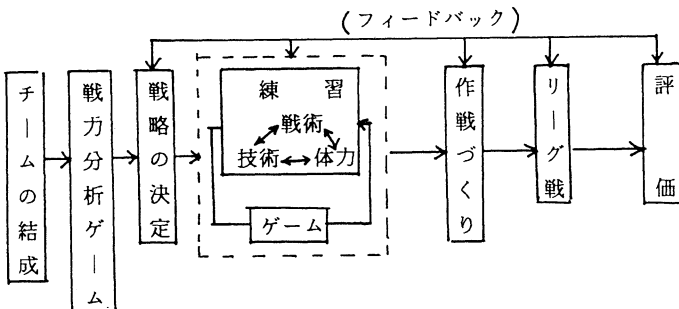 (フィードバック)
チームの結成
戦力分析ゲーム
戦略の決定
練習
戦術
技術
体力
ゲーム
作戦づくり
リーグ戦
評価